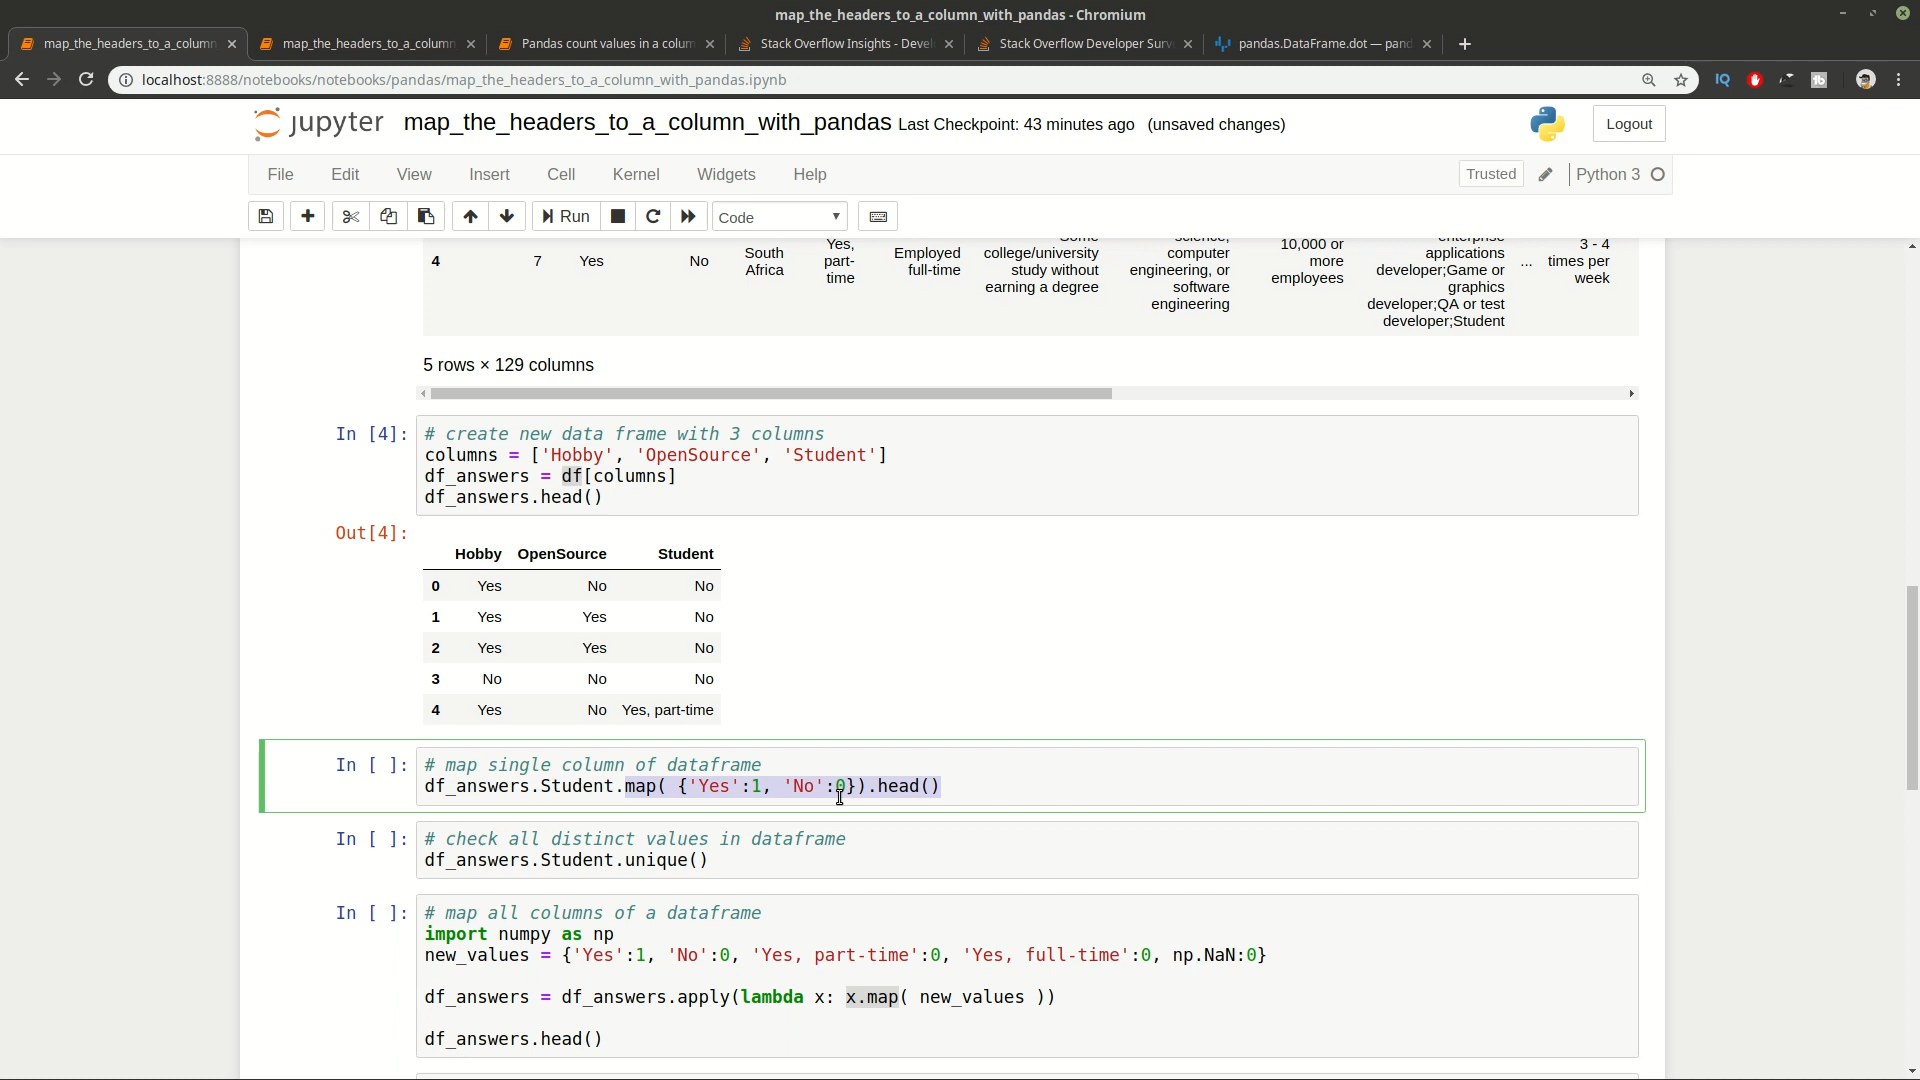 map_the_headers_to_a_column_with_pandas - Chromium
map_the_headers_to_a_column
map_the_headers_to_a_column
Pandas count values in a colum
Stack Overflow Insights - Devel
Stack Overflow Developer Surv
pandas.DataFrame.dot — pand
localhost:8888/notebooks/notebooks/pandas/map_the_headers_to_a_column_with_pandas.ipynb
IQ
tb
jupyter map_the_headers_to_a_column_with_pandas Last Checkpoint: 43 minutes ago (unsaved changes)
Logout
File Edit View Insert Cell Kernel Widgets Help
Trusted
Python 3
Run
Code
4 7 Yes No
South
Africa
Yes,
part-
time
Employed
full-time
Some
college/university
study without
earning a degree
science,
computer
engineering, or
software
engineering
10,000 or
more
employees
enterprise
applications
developer;Game or
graphics
developer;QA or test
developer;Student
...
3 - 4
times per
week
5 rows × 129 columns
In [4]:
# create new data frame with 3 columns
columns = ['Hobby', 'OpenSource', 'Student']
df_answers = df[columns]
df_answers.head()
Out[4]:
Hobby OpenSource Student
0 Yes No No
1 Yes Yes No
2 Yes Yes No
3 No No No
4 Yes No Yes, part-time
In [ ]:
# map single column of dataframe
df_answers.Student.map( {'Yes':1, 'No':0}).head()
In [ ]:
# check all distinct values in dataframe
df_answers.Student.unique()
In [ ]:
# map all columns of a dataframe
import numpy as np
new_values = {'Yes':1, 'No':0, 'Yes, part-time':0, 'Yes, full-time':0, np.NaN:0}
df_answers = df_answers.apply(lambda x: x.map( new_values ))
df_answers.head()